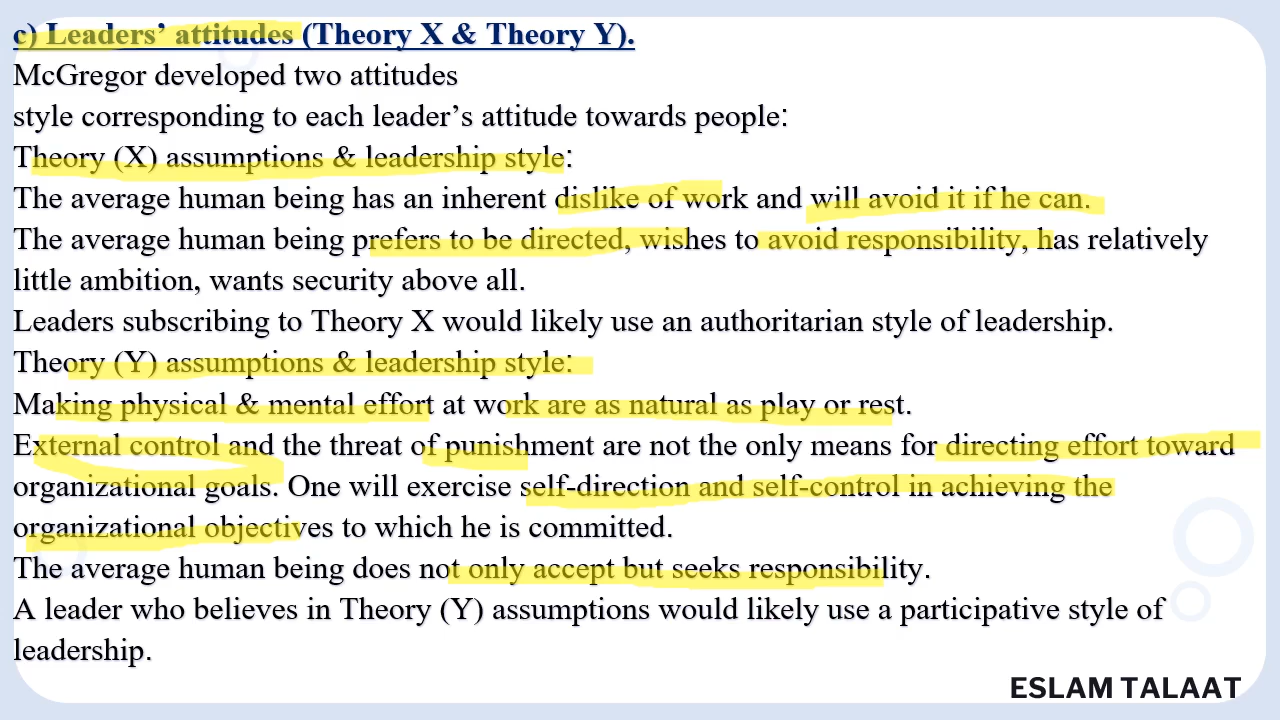 c) Leaders’ attitudes (Theory X & Theory Y).
McGregor developed two attitudes
style corresponding to each leader’s attitude towards people:
Theory (X) assumptions & leadership style:
The average human being has an inherent dislike of work and will avoid it if he can.
The average human being prefers to be directed, wishes to avoid responsibility, has relatively
little ambition, wants security above all.
Leaders subscribing to Theory X would likely use an authoritarian style of leadership.
Theory (Y) assumptions & leadership style:
Making physical & mental effort at work are as natural as play or rest.
External control and the threat of punishment are not the only means for directing effort toward
organizational goals. One will exercise self-direction and self-control in achieving the
organizational objectives to which he is committed.
The average human being does not only accept but seeks responsibility.
A leader who believes in Theory (Y) assumptions would likely use a participative style of
leadership.
ESLAM TALAAT